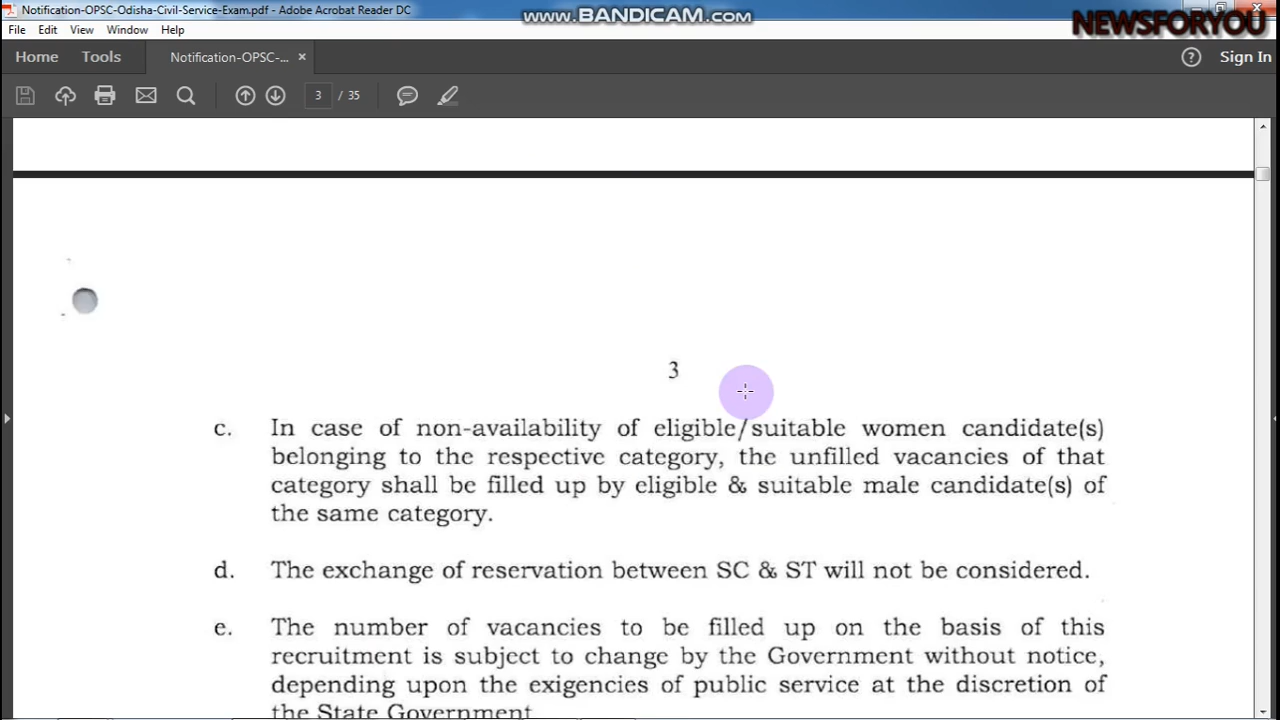 Notification-OPSC-Odisha-Civil-Service-Exam.pdf - Adobe Acrobat Reader DC
www.BANDICAM.com
NEWSFORYOU
File Edit View Window Help
Home Tools Notification-OPSC-... × Sign In
3 / 35
3
c. In case of non-availability of eligible/suitable women candidate(s)
belonging to the respective category, the unfilled vacancies of that
category shall be filled up by eligible & suitable male candidate(s) of
the same category.
d. The exchange of reservation between SC & ST will not be considered.
e. The number of vacancies to be filled up on the basis of this
recruitment is subject to change by the Government without notice,
depending upon the exigencies of public service at the discretion of
the State Government